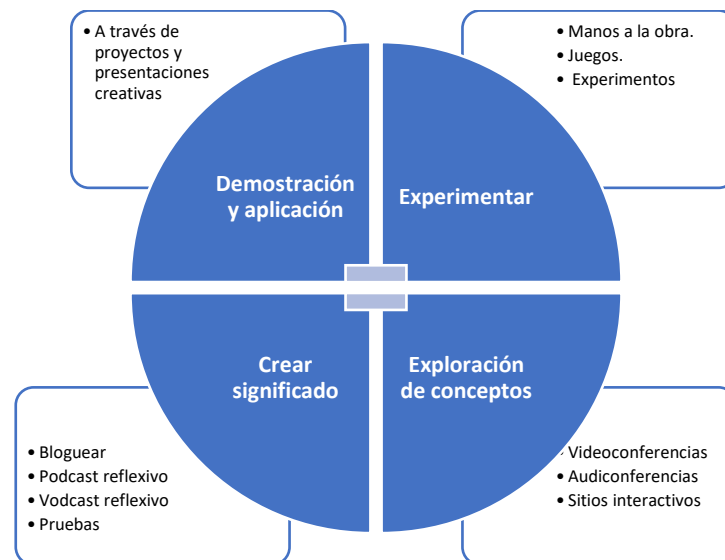 • A través de
proyectos y
presentaciones
creativas
• Manos a la obra.
• Juegos.
• Experimentos
Demostración
y aplicación
Experimentar
Crear
significado
Exploración
de conceptos
• Bloguear
• Podcast reflexivo
• Vodcast reflexivo
• Pruebas
• Videoconferencias
• Audiconferencias
• Sitios interactivos